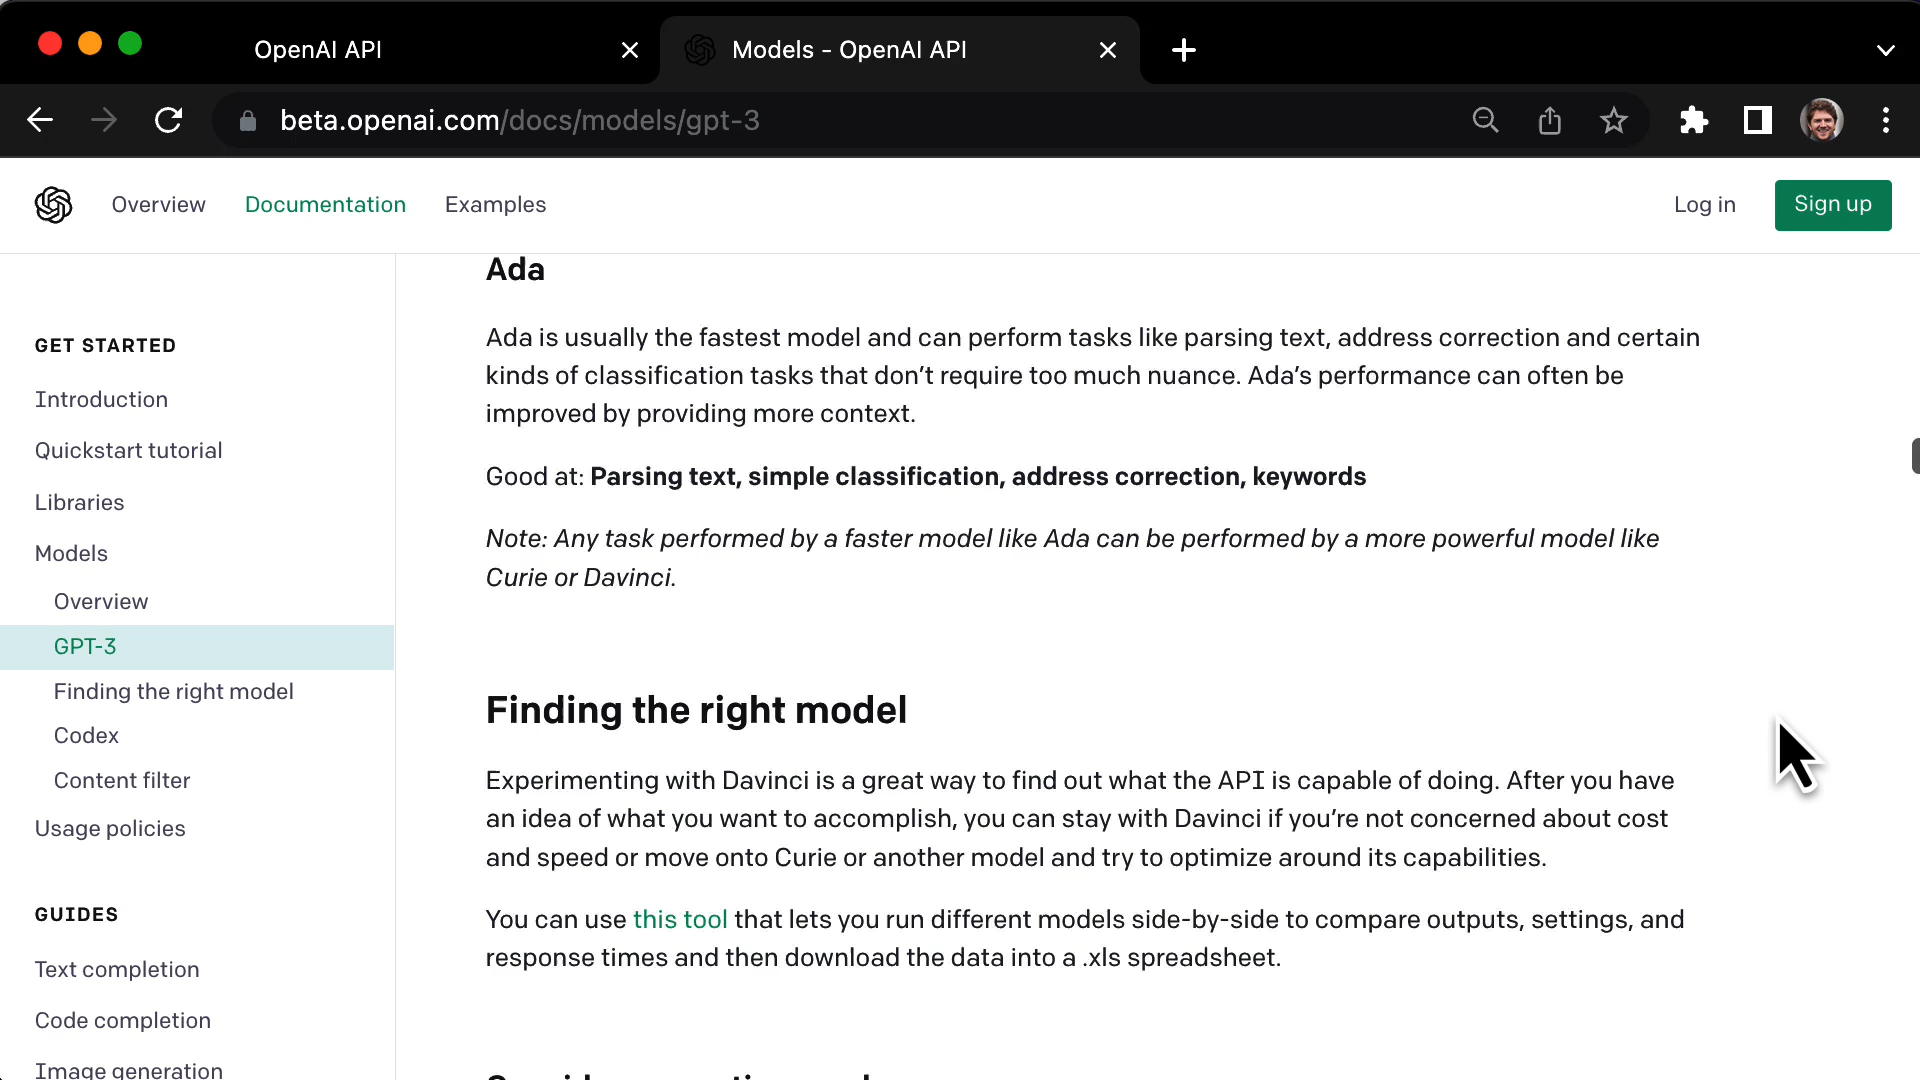 OpenAI API
Models - OpenAI API
beta.openai.com/docs/models/gpt-3
Overview
Documentation
Examples
Log in
Sign up
GET STARTED
Introduction
Quickstart tutorial
Libraries
Models
Overview
GPT-3
Finding the right model
Codex
Content filter
Usage policies
GUIDES
Text completion
Code completion
Image generation
Ada
Ada is usually the fastest model and can perform tasks like parsing text, address correction and certain
kinds of classification tasks that don’t require too much nuance. Ada’s performance can often be
improved by providing more context.
Good at: Parsing text, simple classification, address correction, keywords
Note: Any task performed by a faster model like Ada can be performed by a more powerful model like
Curie or Davinci.
Finding the right model
Experimenting with Davinci is a great way to find out what the API is capable of doing. After you have
an idea of what you want to accomplish, you can stay with Davinci if you’re not concerned about cost
and speed or move onto Curie or another model and try to optimize around its capabilities.
You can use this tool that lets you run different models side-by-side to compare outputs, settings, and
response times and then download the data into a .xls spreadsheet.